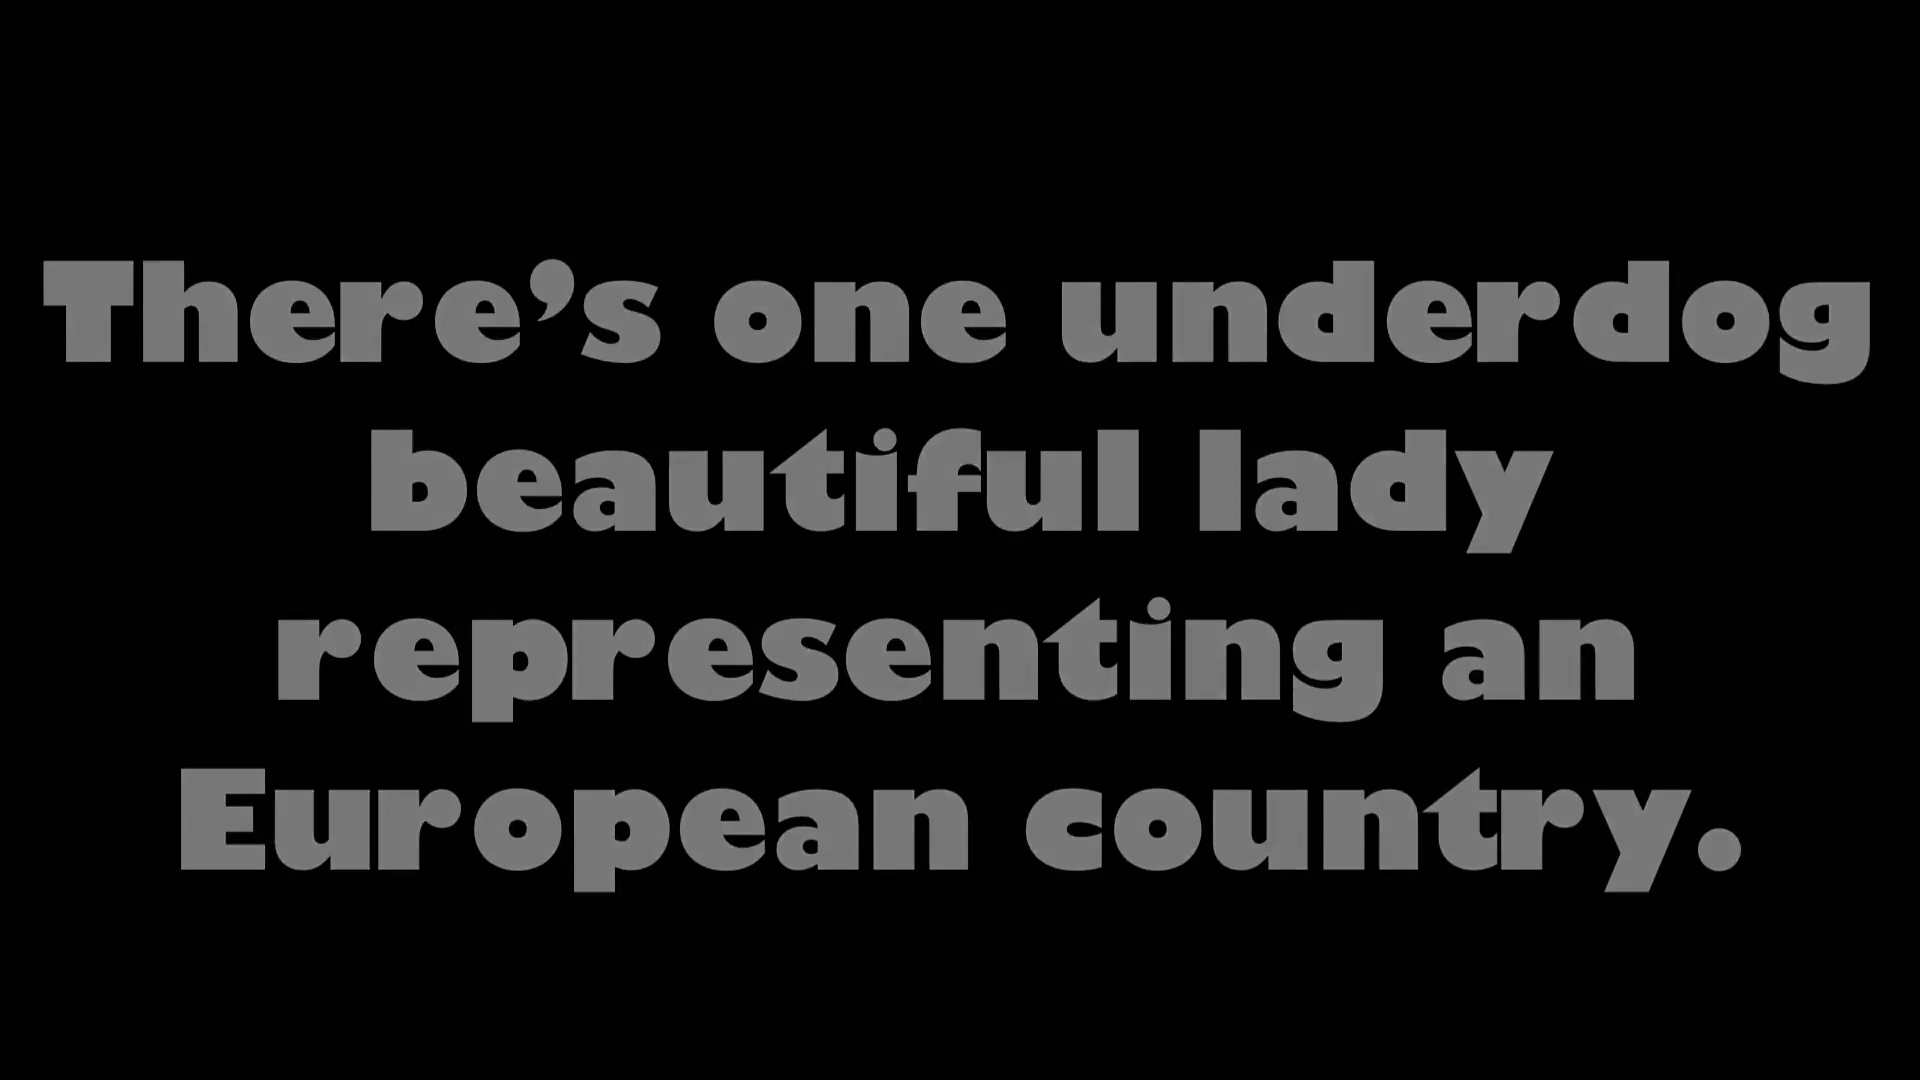 There’s one underdog
beautiful lady
representing an
European country.